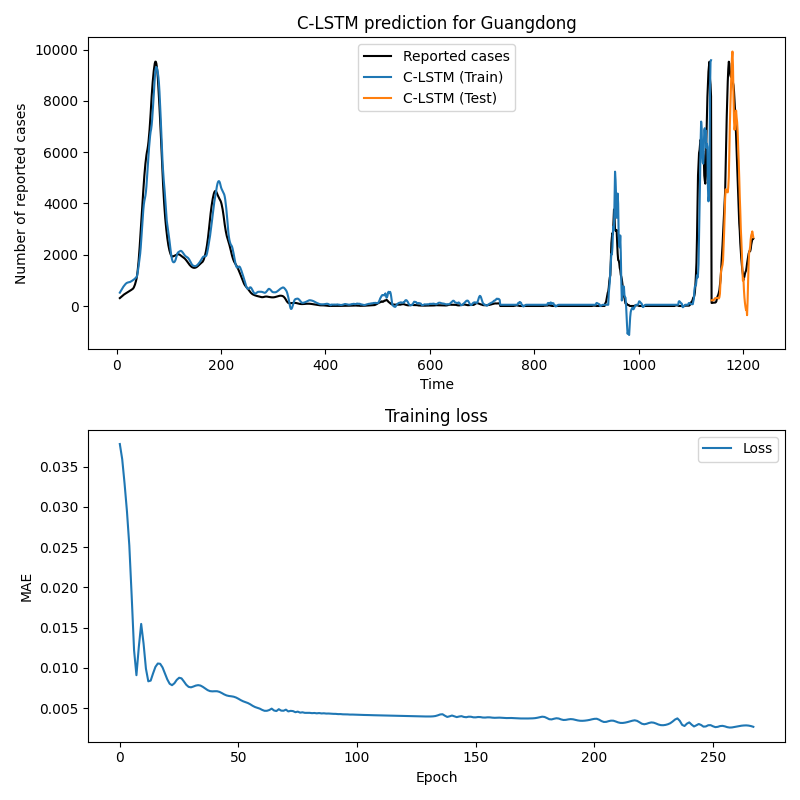 C-LSTM prediction for Guangdong
Reported cases
C-LSTM (Train)
C-LSTM (Test)
Number of reported cases
10000
8000
6000
4000
2000
0
0 200 400 600 800 1000 1200
Time
Training loss
Loss
MAE
0.035
0.030
0.025
0.020
0.015
0.010
0.005
0 50 100 150 200 250
Epoch